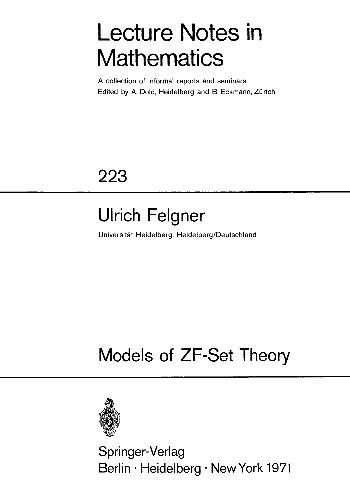 Lecture Notes in
Mathematics
A collection of informal reports and seminars
Edited by A. Dold, Heidelberg and B. Eckmann, Zürich
223
Ulrich Felgner
Universität Heidelberg, Heidelberg/Deutschland
Models of ZF-Set Theory
Springer-Verlag
Berlin · Heidelberg · New York 1971